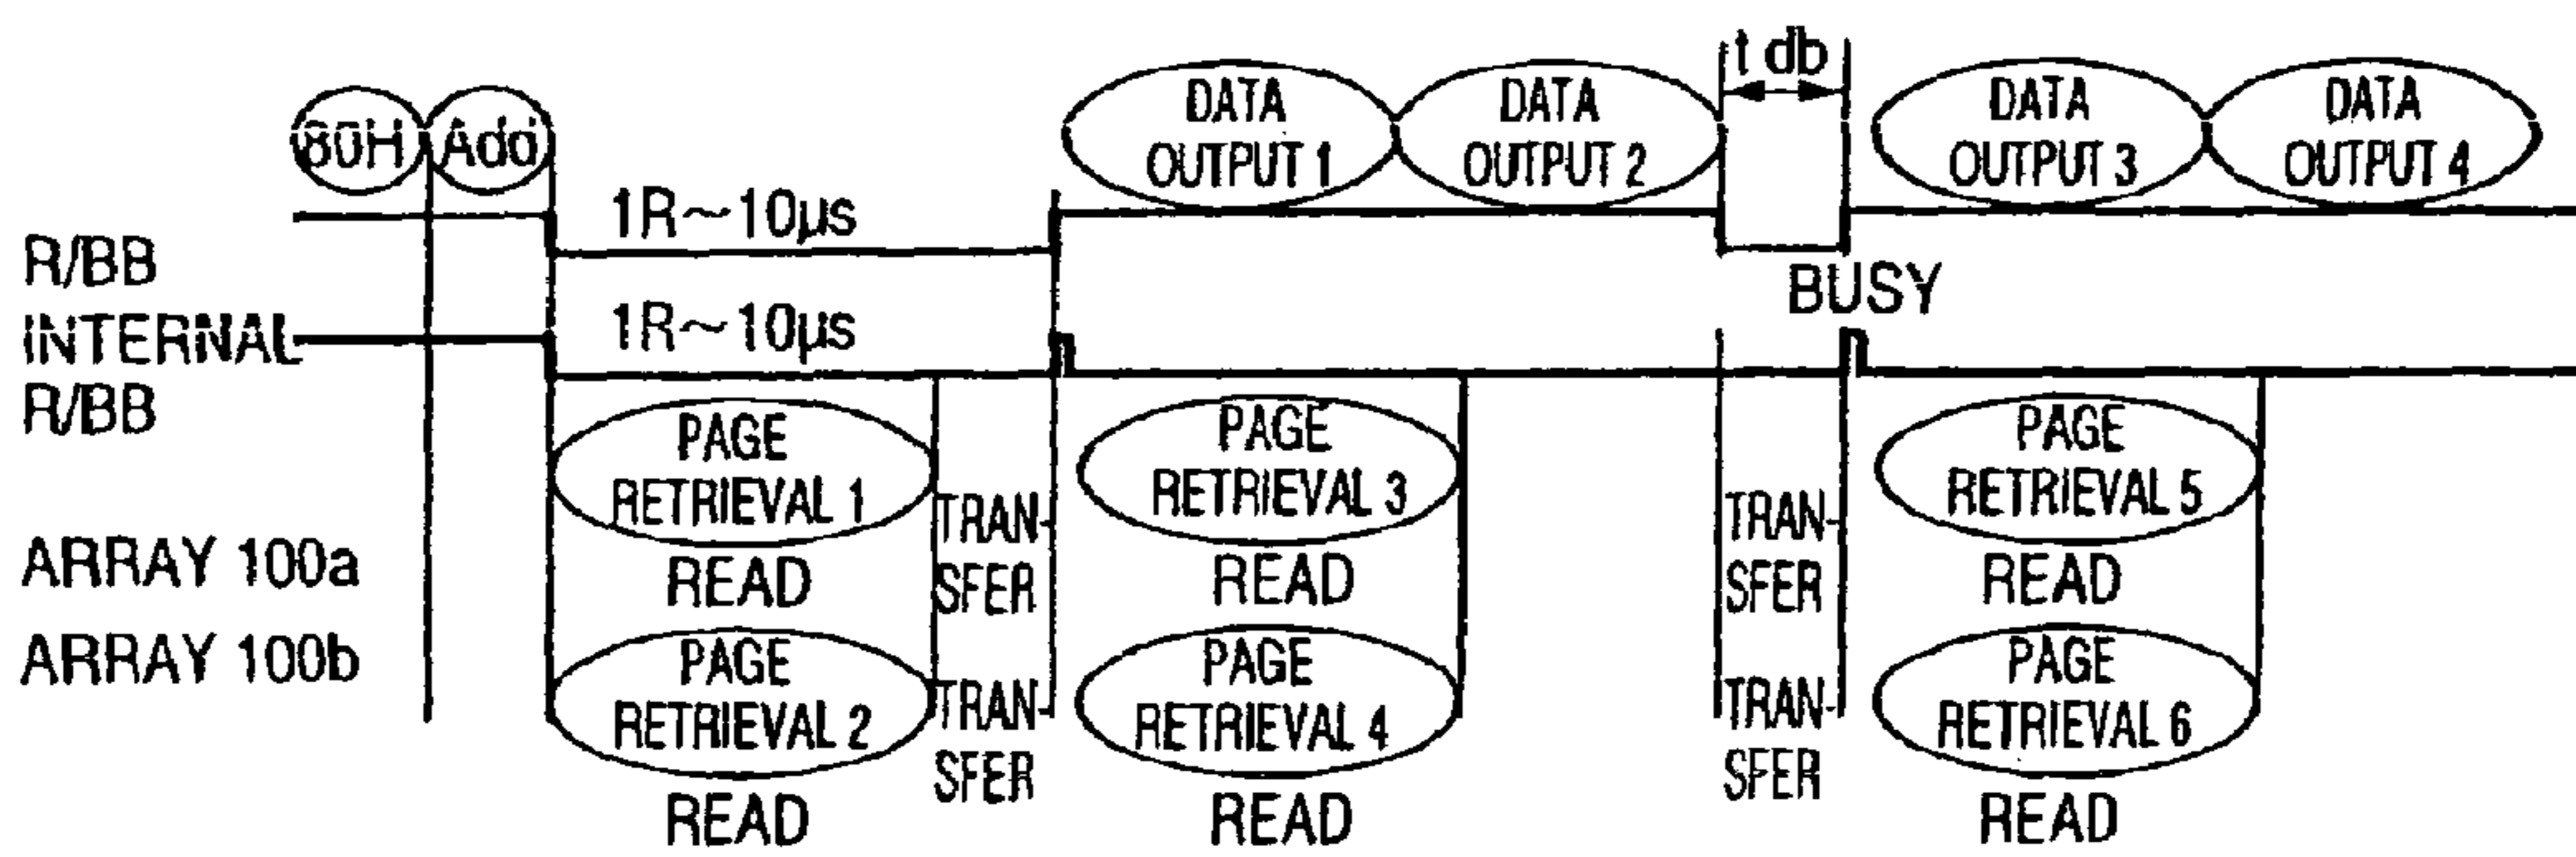 60H Add
DATA OUTPUT 1
DATA OUTPUT 2
t db
DATA OUTPUT 3
DATA OUTPUT 4
R/BB
1R~10µs
BUSY
INTERNAL R/BB
1R~10µs
ARRAY 100a
PAGE RETRIEVAL 1
READ
TRAN-
SFER
PAGE RETRIEVAL 3
READ
TRAN-
SFER
PAGE RETRIEVAL 5
READ
ARRAY 100b
PAGE RETRIEVAL 2
READ
TRAN-
SFER
PAGE RETRIEVAL 4
READ
TRAN-
SFER
PAGE RETRIEVAL 6
READ